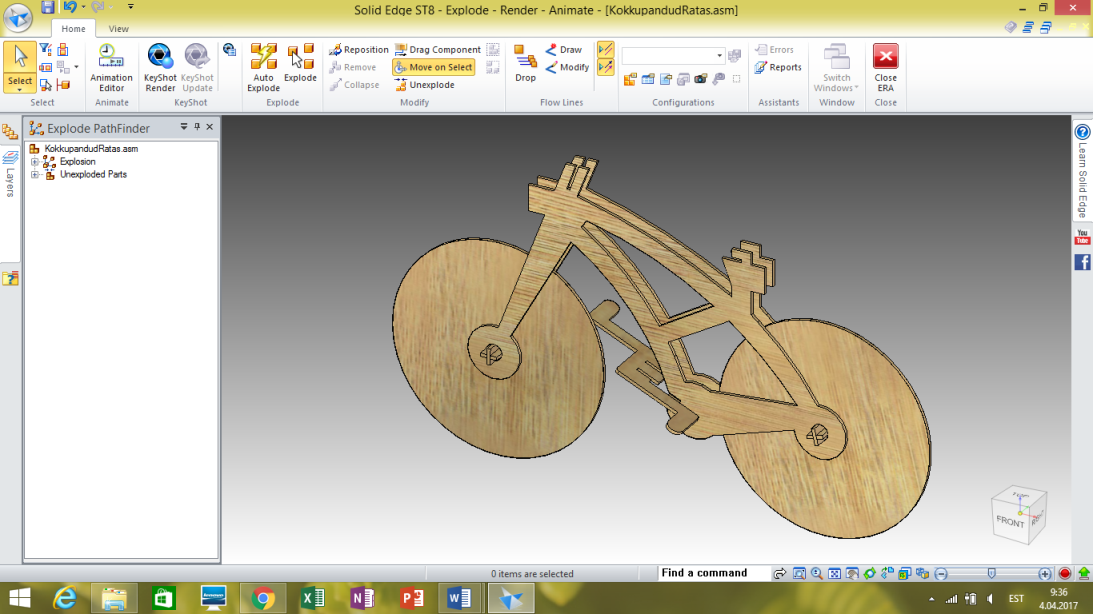 Solid Edge ST8 - Explode - Render - Animate - [KokkupandudRatas.asm]
Home View
Select
Select
Animation Editor
Animate
KeyShot Render
KeyShot Update
KeyShot
Auto Explode
Explode
Explode
Reposition
Remove
Collapse
Drag Component
Move on Select
Unexplode
Modify
Drop
Draw
Modify
Flow Lines
Configurations
Errors
Reports
Assistants
Switch Windows
Window
Close ERA
Close
Explode PathFinder
KokkupandudRatas.asm
Explosion
Unexploded Parts
Layers
Learn Solid Edge
You Tube
TOP
FRONT
0 items are selected
Find a command
EST
9:36
4.04.2017